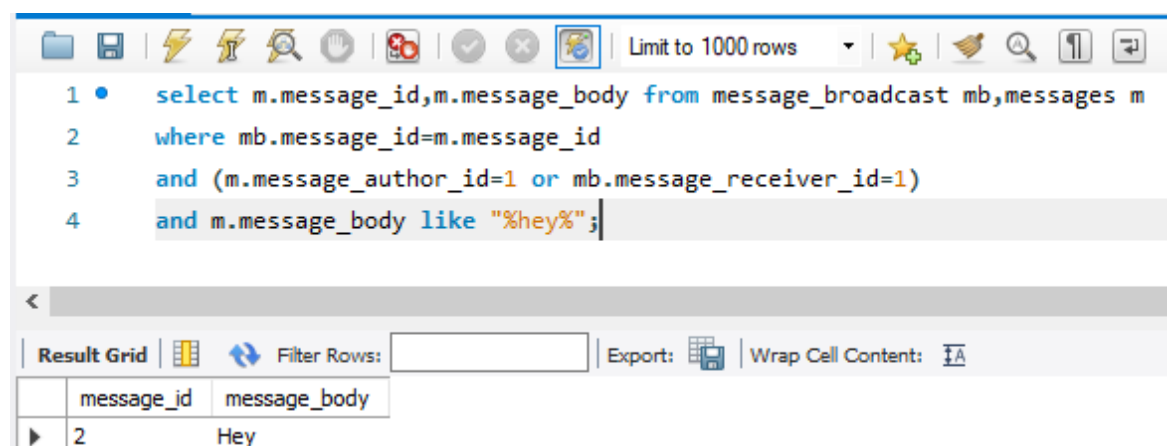 Limit to 1000 rows
1 select m.message_id,m.message_body from message_broadcast mb,messages m
2 where mb.message_id=m.message_id
3 and (m.message_author_id=1 or mb.message_receiver_id=1)
4 and m.message_body like "%hey%";
Result Grid Filter Rows: Export: Wrap Cell Content: IA
message_id message_body
2 Hey